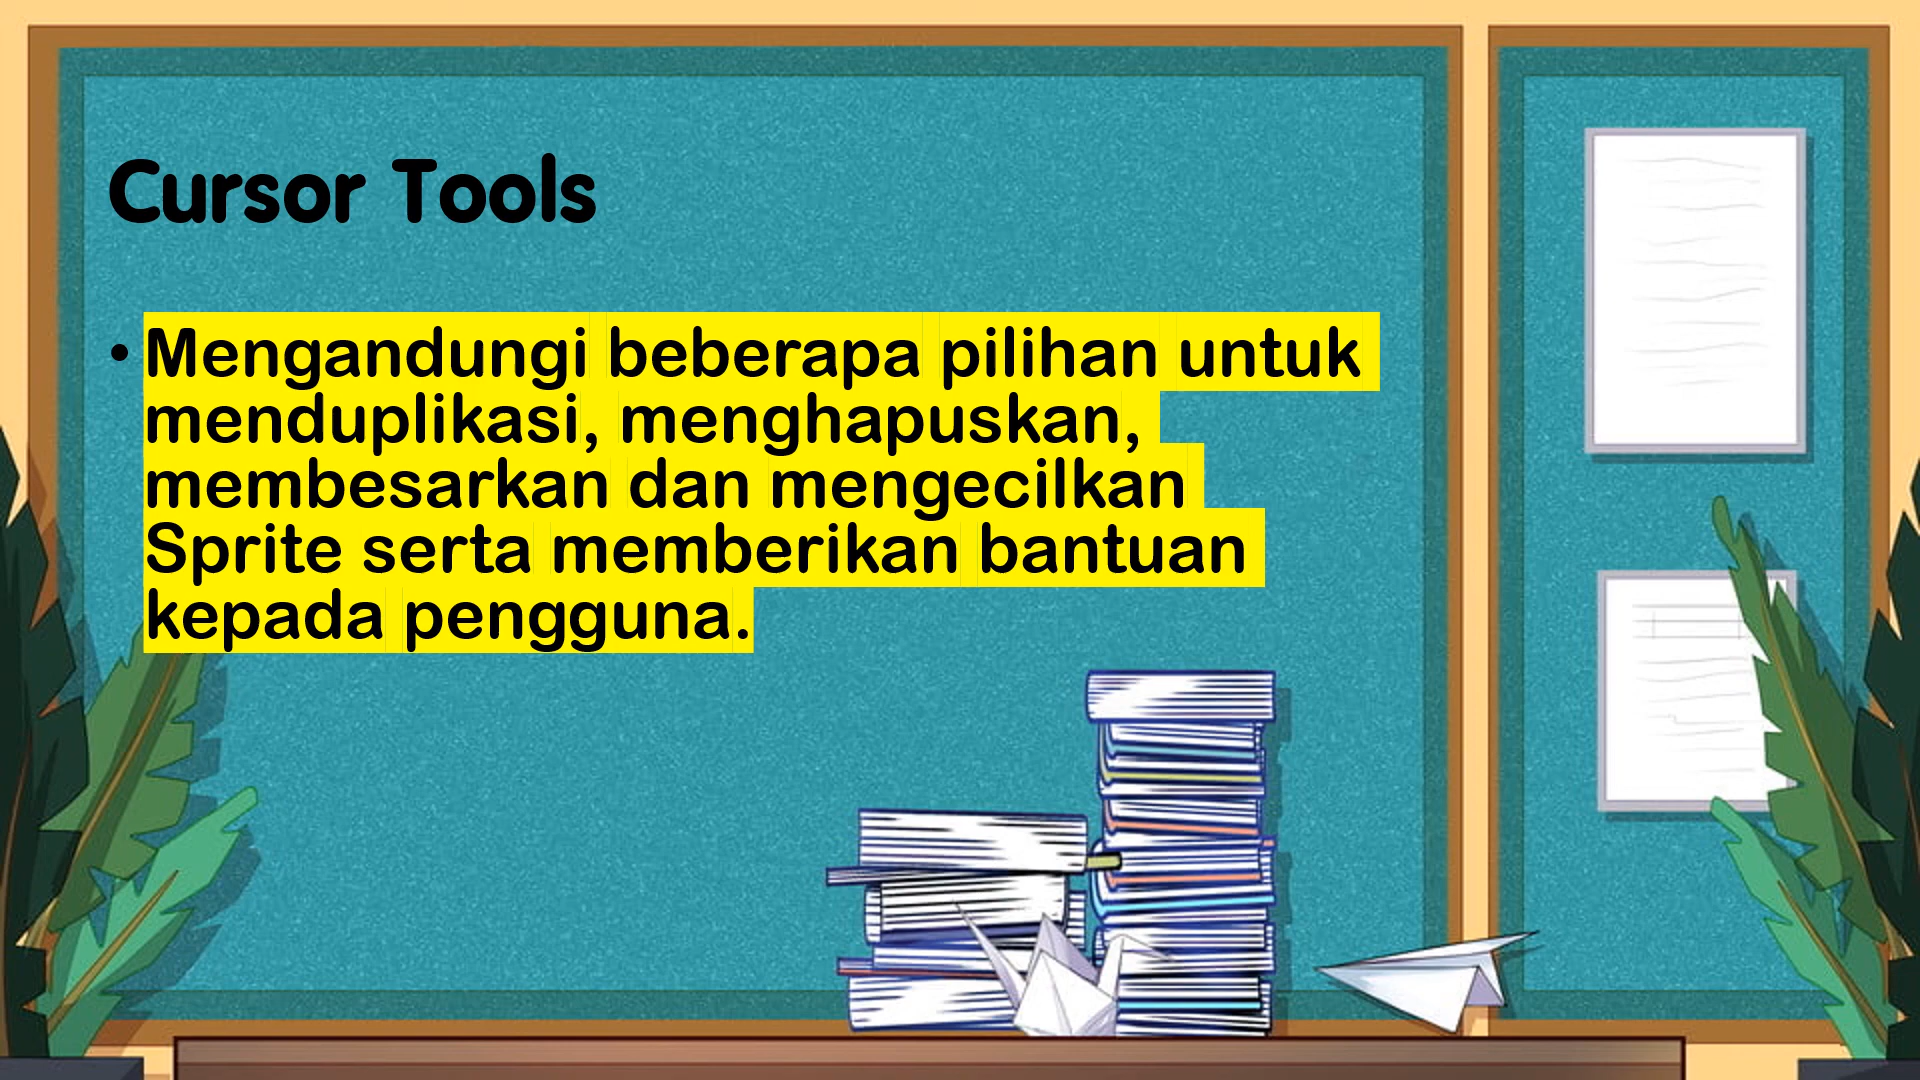 Cursor Tools
• Mengandungi beberapa pilihan untuk
menduplikasi, menghapuskan,
membesarkan dan mengecilkan
Sprite serta memberikan bantuan
kepada pengguna.